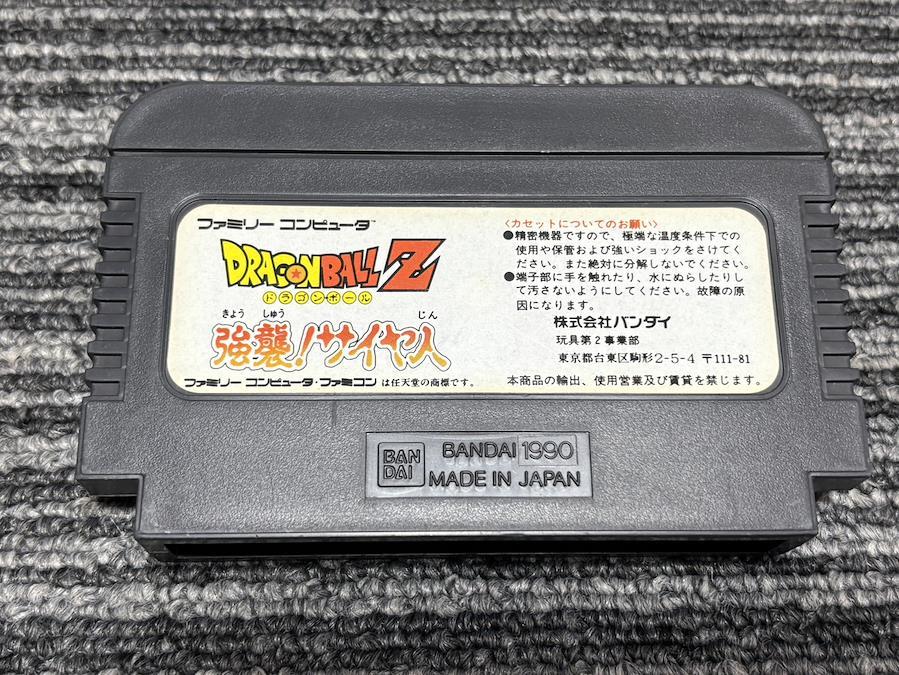 ファミリー コンピュータ™
DRAGON BALL Z
ドラゴンボール
きょう しゅう じん
強襲!サイヤ人
ファミリー コンピュータ・ファミコン は任天堂の商標です。
〈カセットについてのお願い〉
●精密機器ですので、極端な温度条件下での
使用や保管および強いショックをさけてく
ださい。また絶対に分解しないでください。
●端子部に手を触れたり、水にぬらしたりし
て汚さないようにしてください。故障の原
因になります。
株式会社バンダイ
玩具第2事業部
東京都台東区駒形2-5-4 〒111-81
本商品の輸出、使用営業及び賃貸を禁じます。
BAN
DAI
BANDAI 1990
MADE IN JAPAN